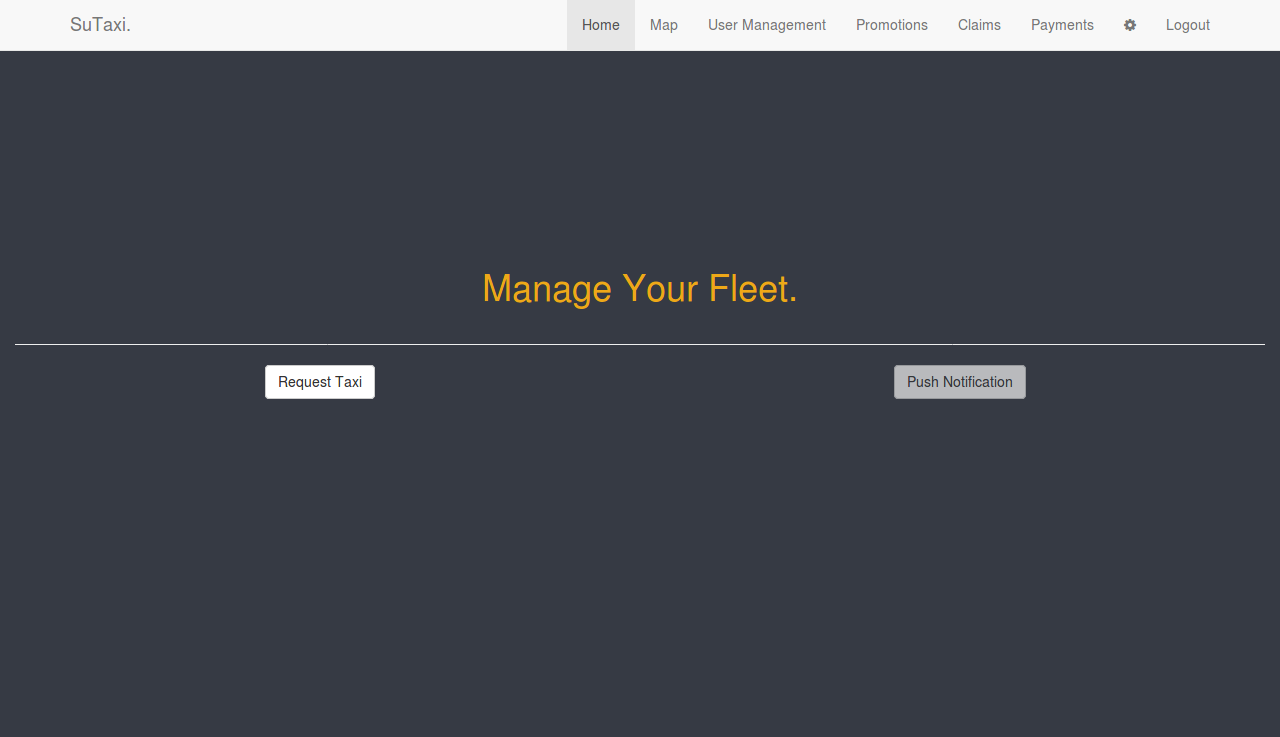 SuTaxi. Home Map User Management Promotions Claims Payments Logout
Manage Your Fleet.
Request Taxi Push Notification